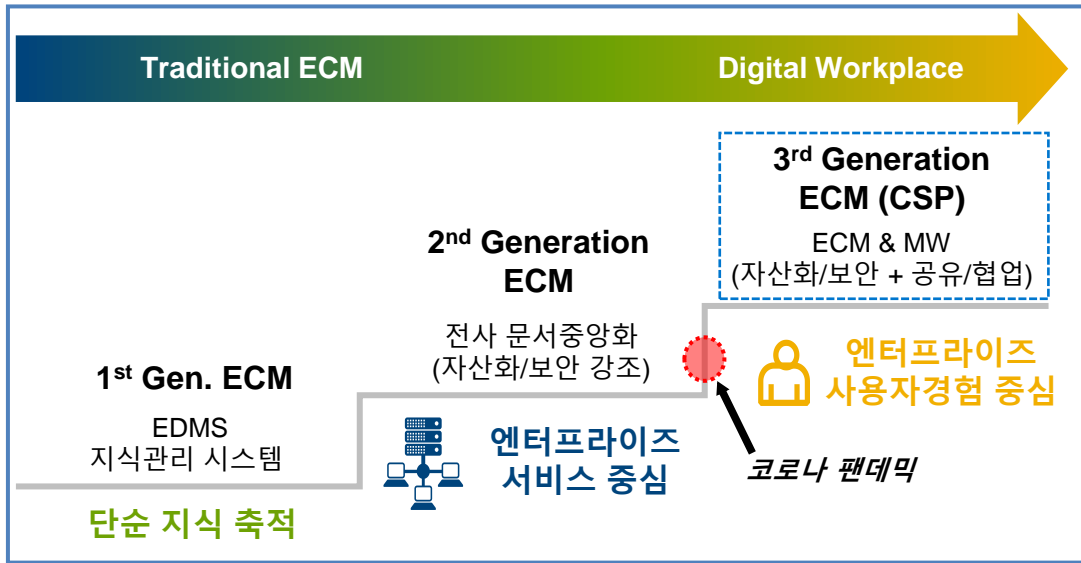 Traditional ECM
Digital Workplace
1st Gen. ECM
EDMS
지식관리 시스템
단순 지식 축적
2nd Generation
ECM
전사 문서중앙화
(자산화/보안 강조)
엔터프라이즈
서비스 중심
3rd Generation
ECM (CSP)
ECM & MW
(자산화/보안 + 공유/협업)
엔터프라이즈
사용자경험 중심
코로나 팬데믹